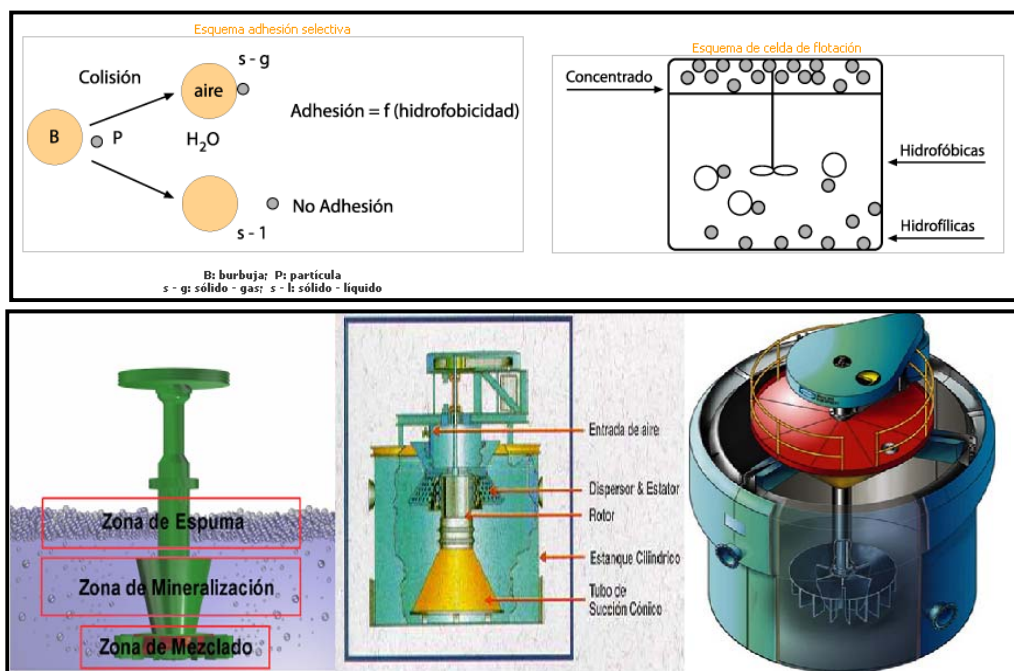 Esquema adhesión selectiva
s - g
Colisión
aire
Adhesión = f (hidrofobicidad)
B
P
H₂O
No Adhesión
s - 1
B: burbuja; P: partícula
s - g: sólido - gas; s - l: sólido - líquido
Esquema de celda de flotación
Concentrado
Hidrofóbicas
Hidrofílicas
Zona de Espuma
Zona de Mineralización
Zona de Mezclado
Entrada de aire
Dispersor & Estator
Rotor
Estanque Cilíndrico
Tubo de
Succión Cónico